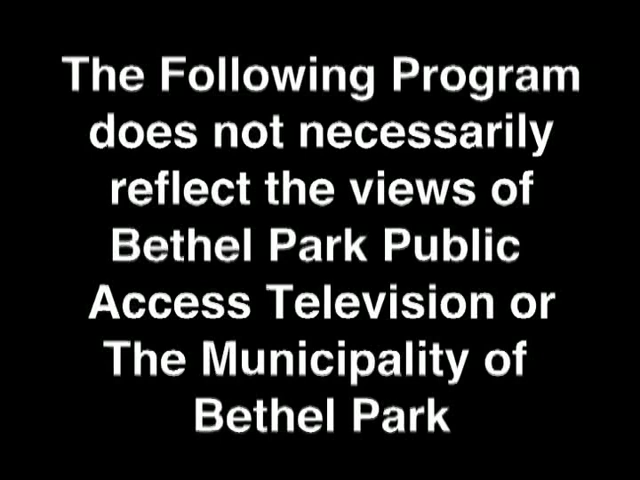 The Following Program
does not necessarily
reflect the views of
Bethel Park Public
Access Television or
The Municipality of
Bethel Park